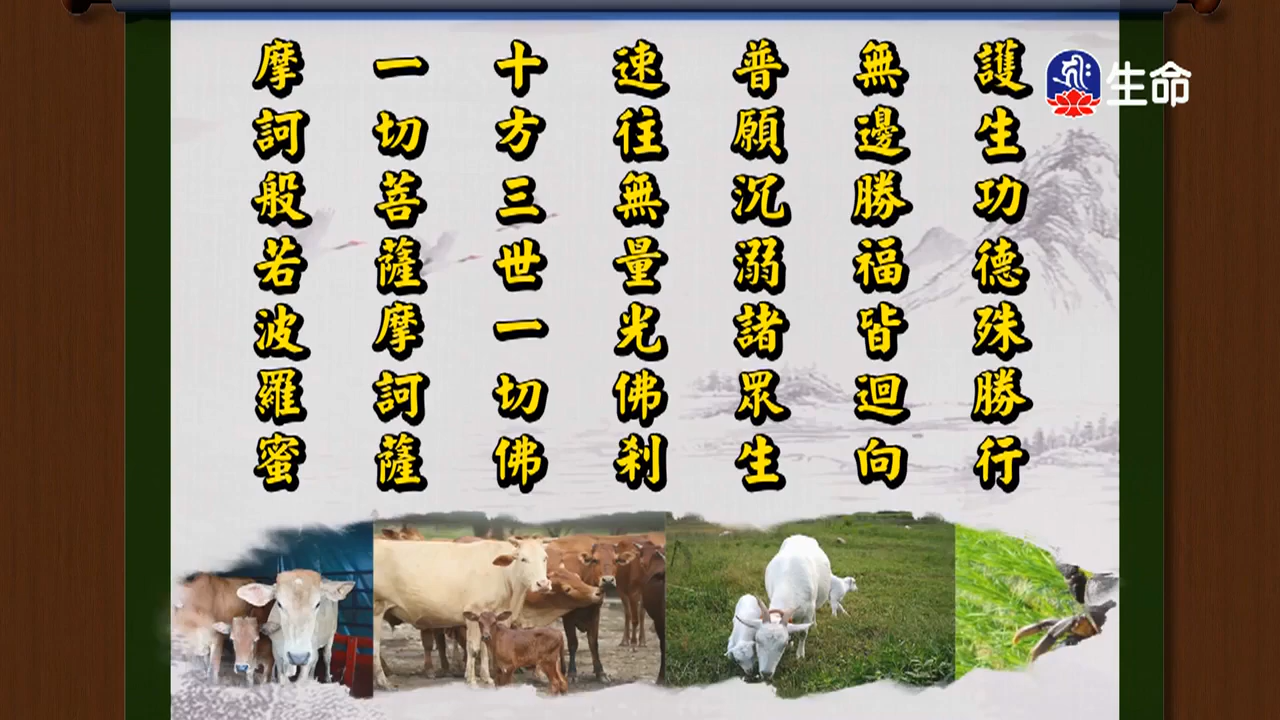 護生功德殊勝行
無邊勝福皆迴向
普願沉溺諸眾生
速往無量光佛剎
十方三世一切佛
一切菩薩摩訶薩
摩訶般若波羅蜜
生命